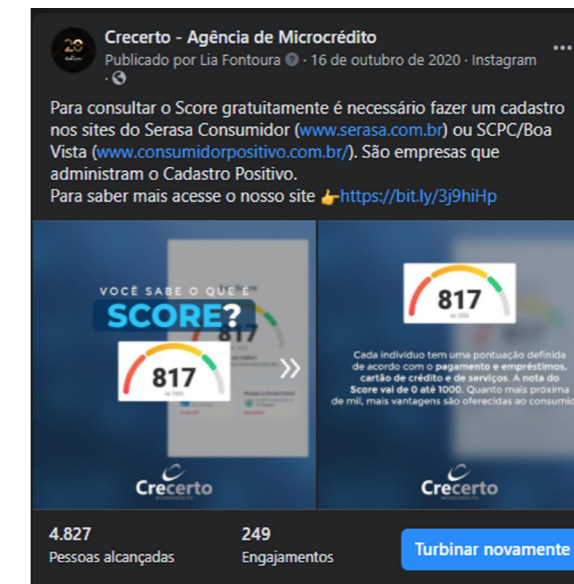 Crecerto - Agência de Microcrédito
Publicado por Lia Fontoura · 16 de outubro de 2020 · Instagram
·
Para consultar o Score gratuitamente é necessário fazer um cadastro
nos sites do Serasa Consumidor (www.serasa.com.br) ou SCPC/Boa
Vista (www.consumidorpositivo.com.br/). São empresas que
administram o Cadastro Positivo.
Para saber mais acesse o nosso site 👉https://bit.ly/3j9hiHp
VOCÊ SABE O QUE É
SCORE?
817
817
de 1000
Crecerto
817
de 1000
Cada indivíduo tem uma pontuação definida
de acordo com o pagamento e empréstimos,
cartão de crédito e de serviços. A nota do
Score vai de 0 até 1000. Quanto mais próxima
de mil, mais vantagens são oferecidas ao consumid
Crecerto
4.827
Pessoas alcançadas
249
Engajamentos
Turbinar novamente